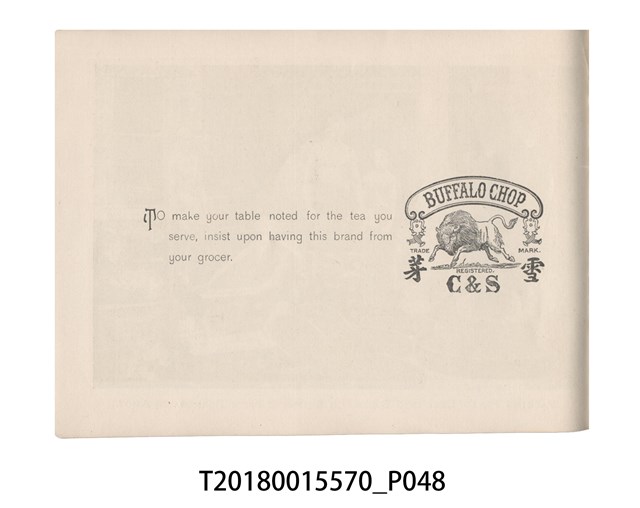 TO make your table noted for the tea you
serve, insist upon having this brand from
your grocer.
BUFFALO CHOP
TRADE MARK.
REGISTERED.
芽 雪
C & S
T20180015570_P048